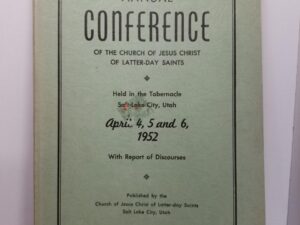 ANNUAL
CONFERENCE
OF THE CHURCH OF JESUS CHRIST
OF LATTER-DAY SAINTS
Held in the Tabernacle
Salt Lake City, Utah
April 4, 5 and 6,
1952
With Report of Discourses
Published by the
Church of Jesus Christ of Latter-day Saints
Salt Lake City, Utah